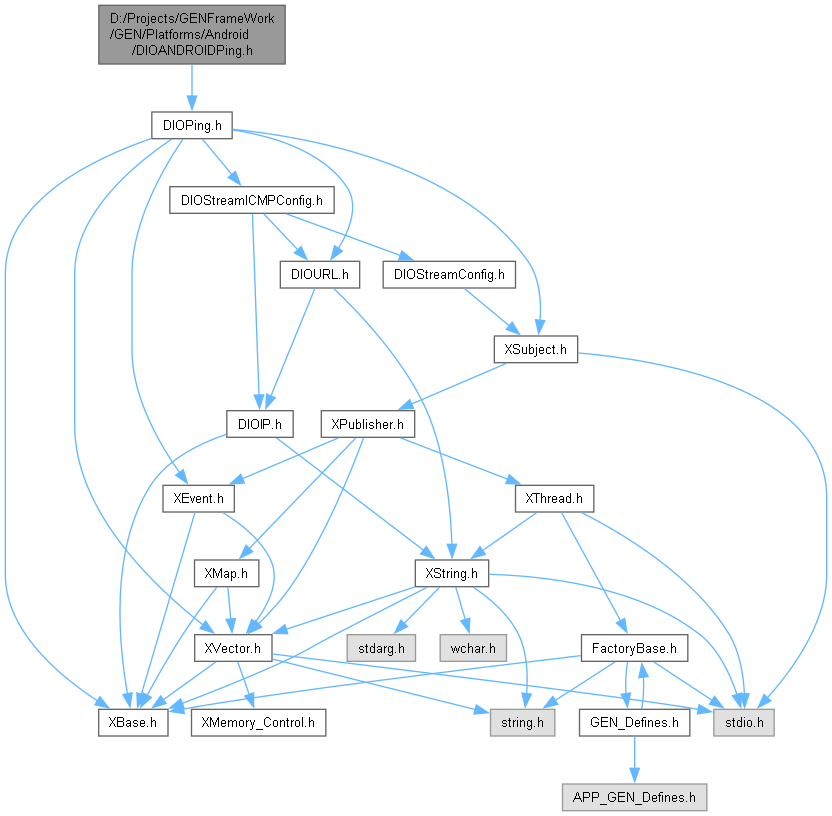 D:/Projects/GENFrameWork
/GEN/Platforms/Android
/DIOANDROIDPing.h
DIOPing.h
DIOStreamICMPConfig.h
DIOURL.h
DIOStreamConfig.h
XSubject.h
DIOIP.h
XPublisher.h
XEvent.h
XThread.h
XMap.h
XString.h
XVector.h
stdarg.h
wchar.h
FactoryBase.h
XBase.h
XMemory_Control.h
string.h
GEN_Defines.h
stdio.h
APP_GEN_Defines.h